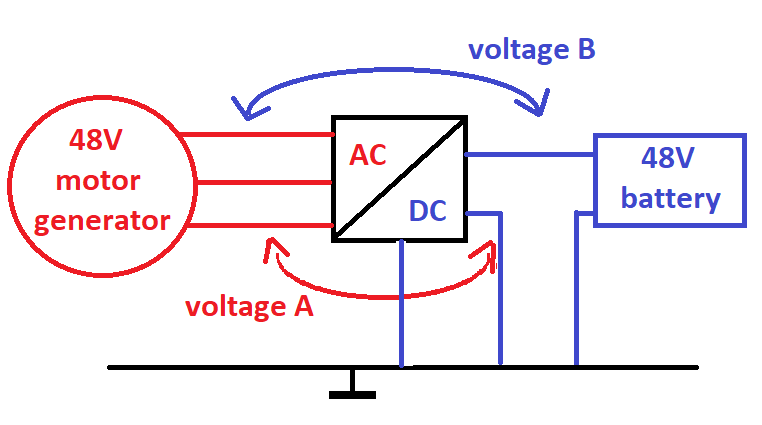 voltage B
48V
motor
generator
AC
DC
48V
battery
voltage A